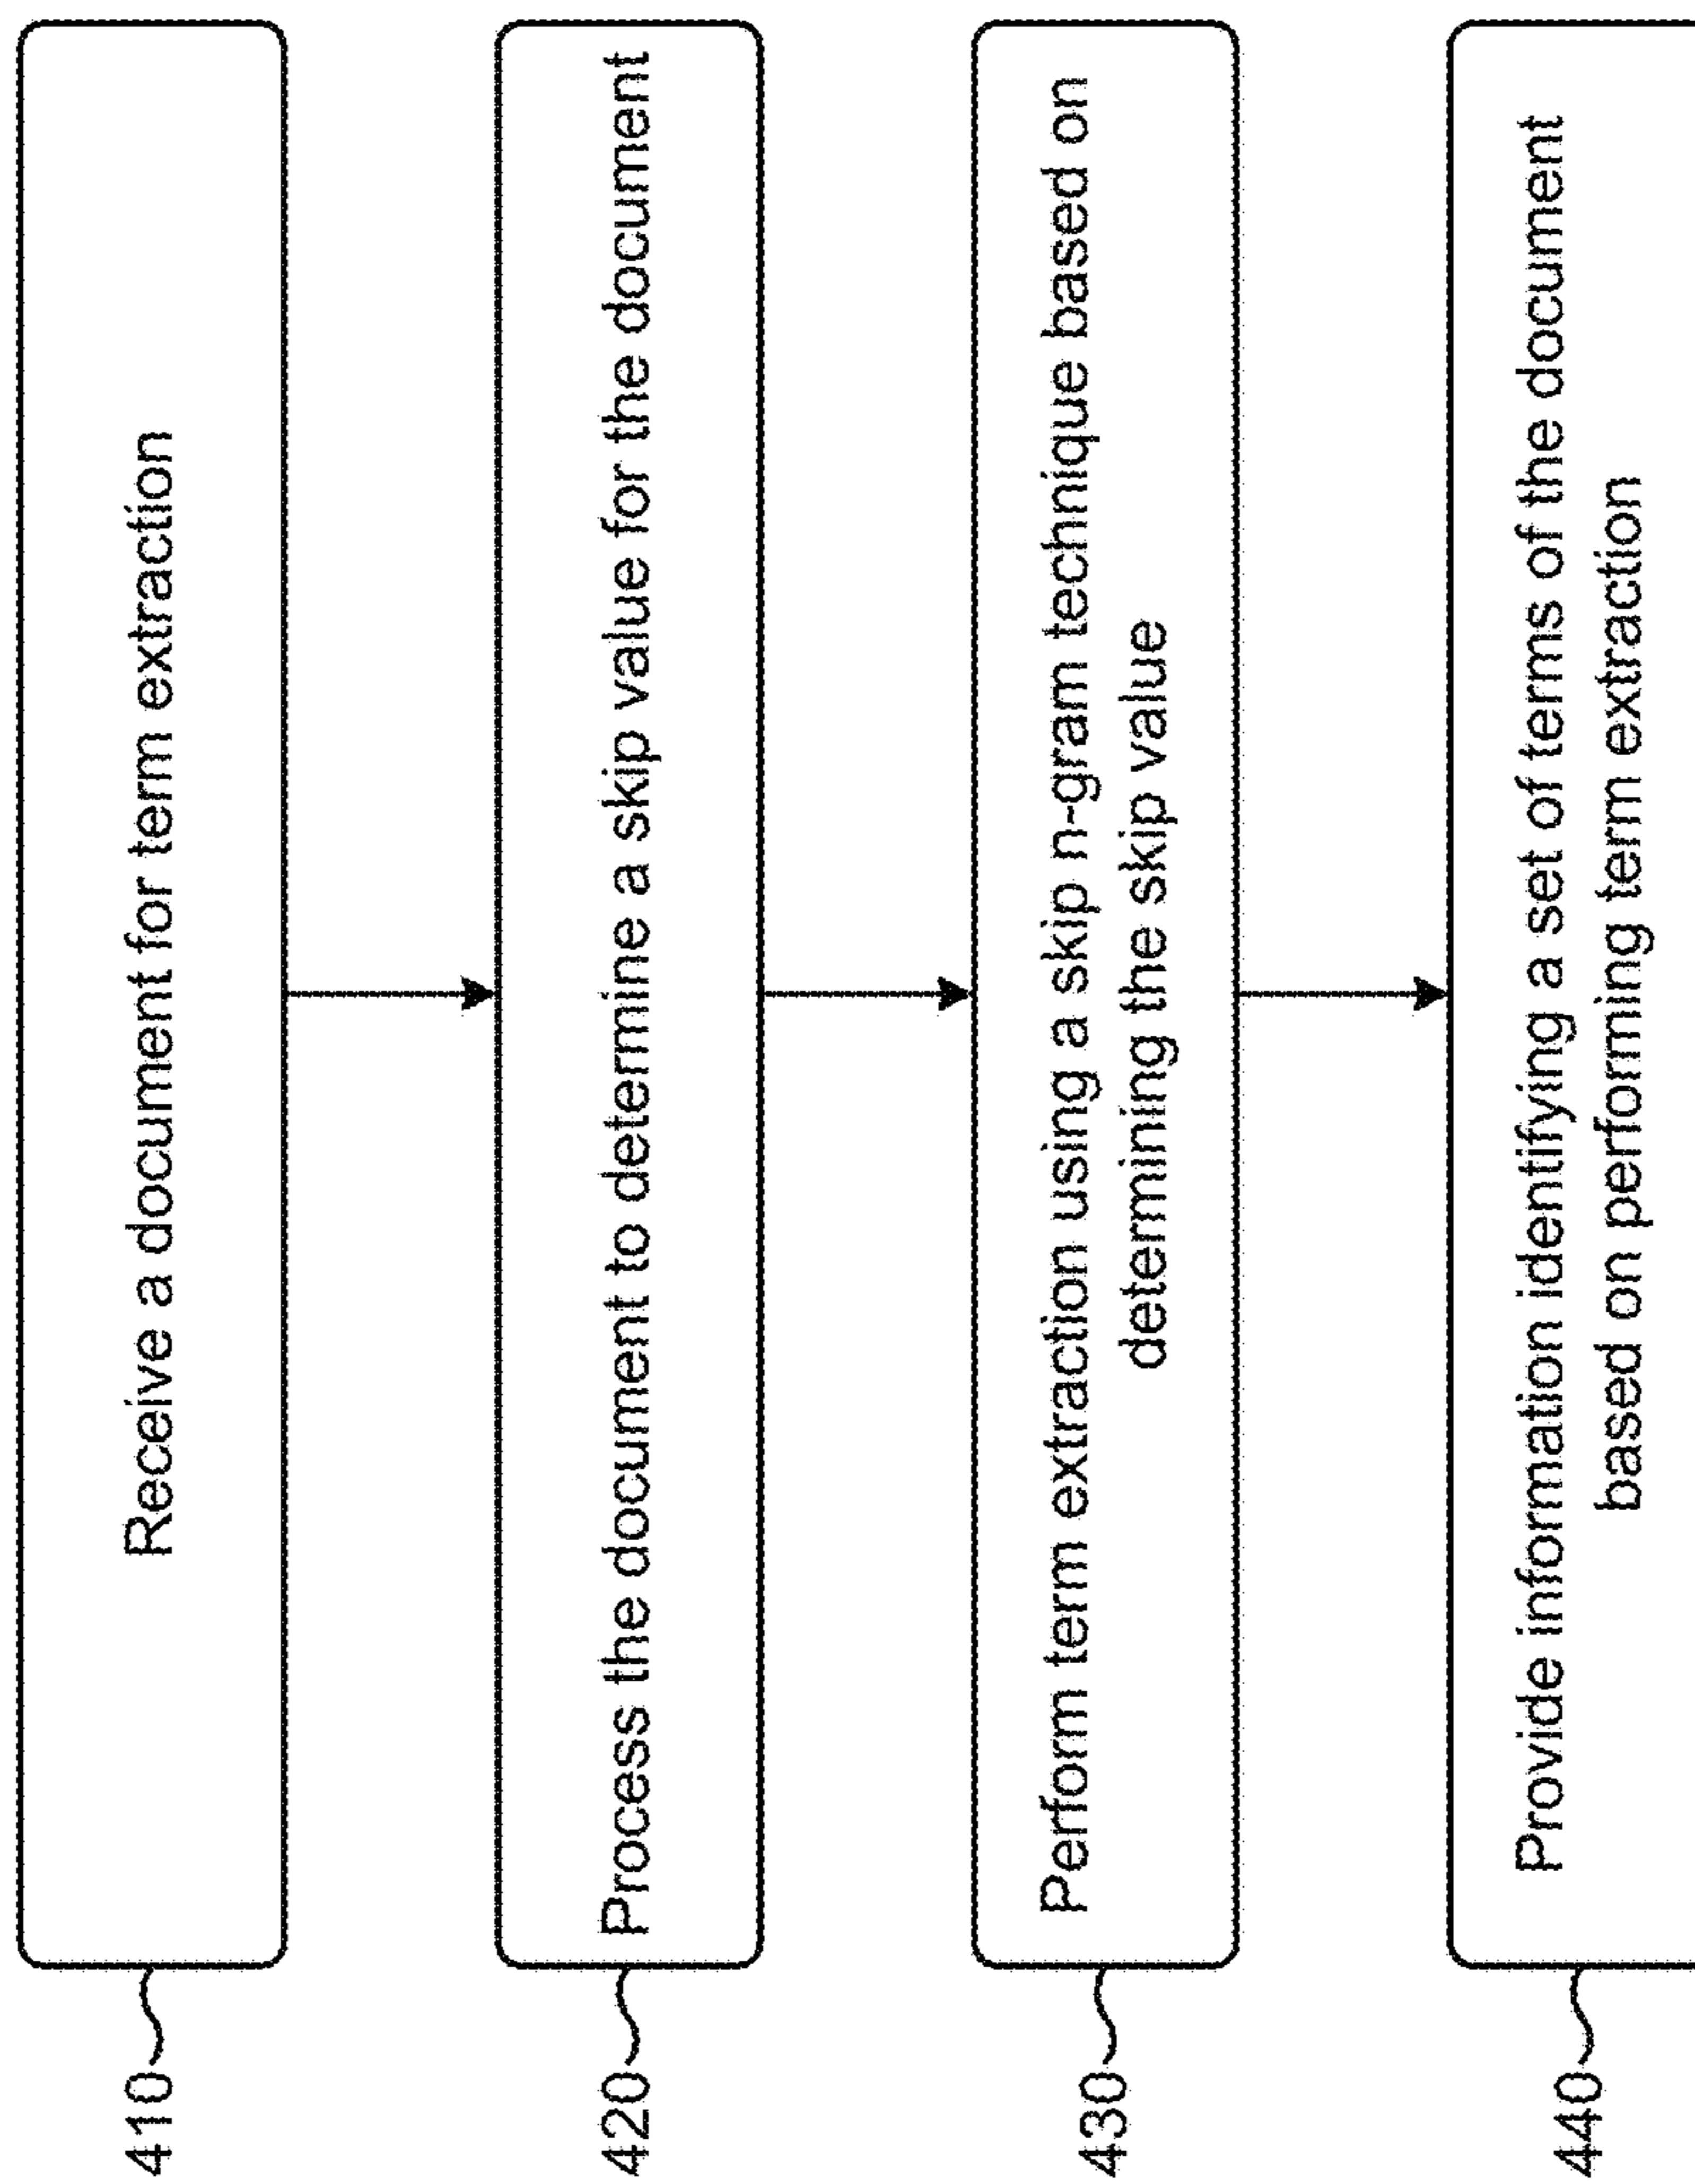 410
Receive a document for term extraction
420
Process the document to determine a skip value for the document
430
Perform term extraction using a skip n-gram technique based on
determining the skip value
440
Provide information identifying a set of terms of the document
based on performing term extraction